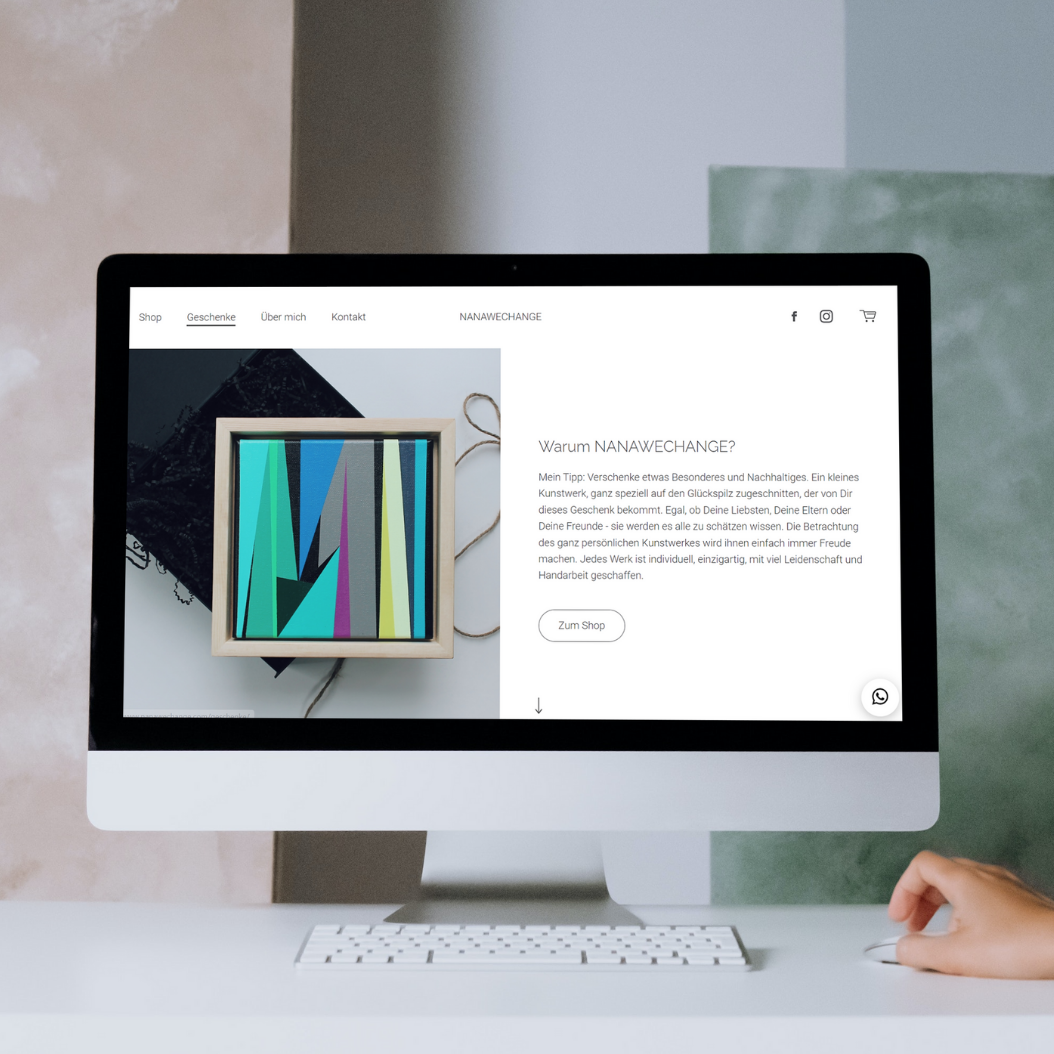 Shop Geschenke Über mich Kontakt NANAWECHANGE
Warum NANAWECHANGE?
Mein Tipp: Verschenke etwas Besonderes und Nachhaltiges. Ein kleines
Kunstwerk, ganz speziell auf den Glückspilz zugeschnitten, der von Dir
dieses Geschenk bekommt. Egal, ob Deine Liebsten, Deine Eltern oder
Deine Freunde - sie werden es alle zu schätzen wissen. Die Betrachtung
des ganz persönlichen Kunstwerkes wird ihnen einfach immer Freude
machen. Jedes Werk ist individuell, einzigartig, mit viel Leidenschaft und
Handarbeit geschaffen.
Zum Shop